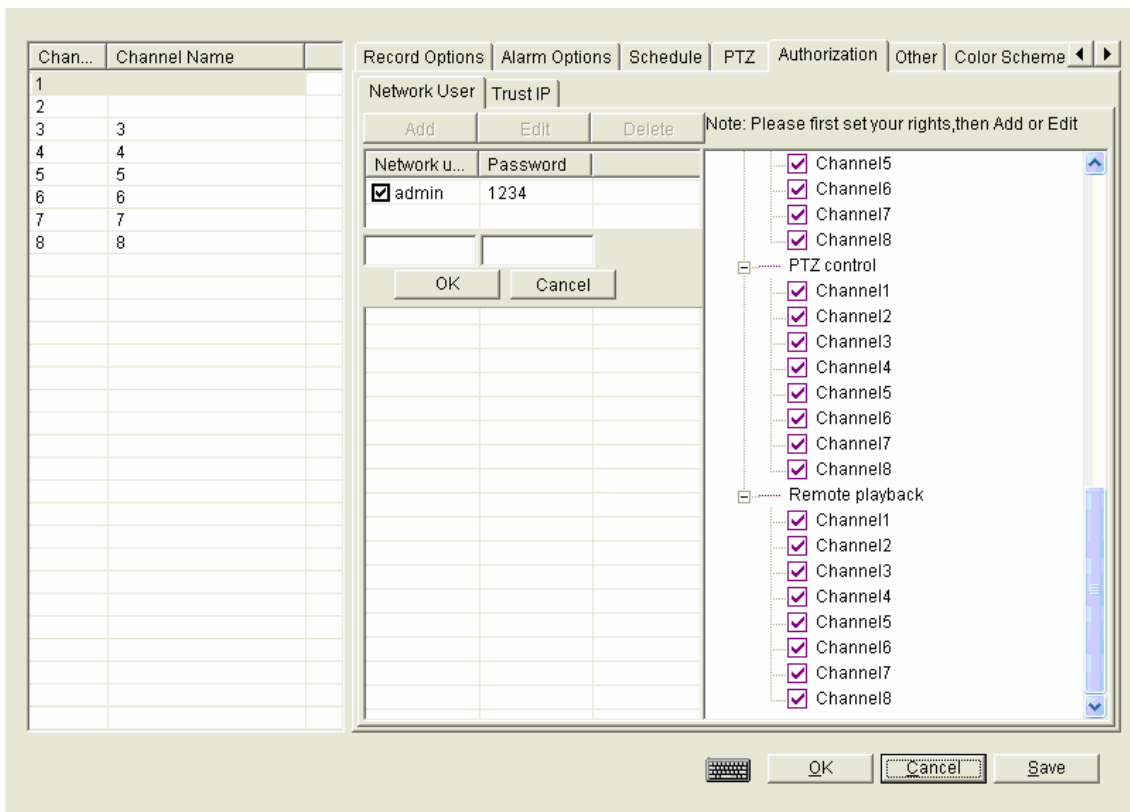 Chan... Channel Name
1
2
3 3
4 4
5 5
6 6
7 7
8 8
Record Options Alarm Options Schedule PTZ Authorization Other Color Scheme
Network User Trust IP
Add Edit Delete
Note: Please first set your rights,then Add or Edit
Network u... Password
admin 1234
OK Cancel
Channel5
Channel6
Channel7
Channel8
PTZ control
Channel1
Channel2
Channel3
Channel4
Channel5
Channel6
Channel7
Channel8
Remote playback
Channel1
Channel2
Channel3
Channel4
Channel5
Channel6
Channel7
Channel8
OK Cancel Save